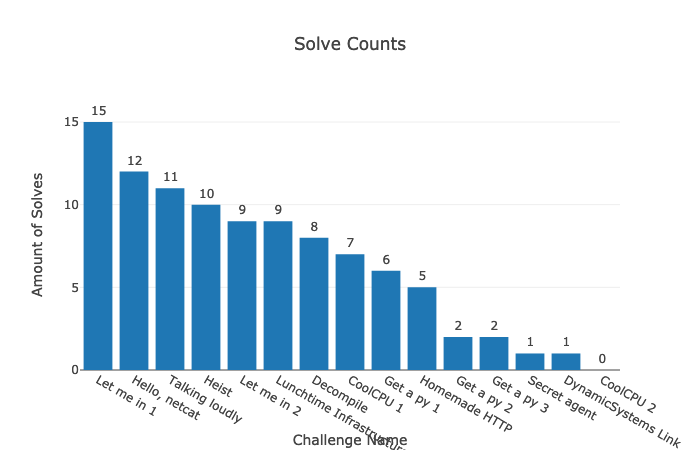 Solve Counts
Amount of Solves
15
10
5
0
15
12
11
10
9
9
8
7
6
5
2
2
1
1
0
Let me in 1
Hello, netcat
Talking loudly
Heist
Let me in 2
Lunchtime
Decompile
CoolCPU 1
Get a py 1
Homemade HTTP
Get a py 2
Get a py 3
Secret agent
DynamicSystems Link
CoolCPU 2
Challenge Name